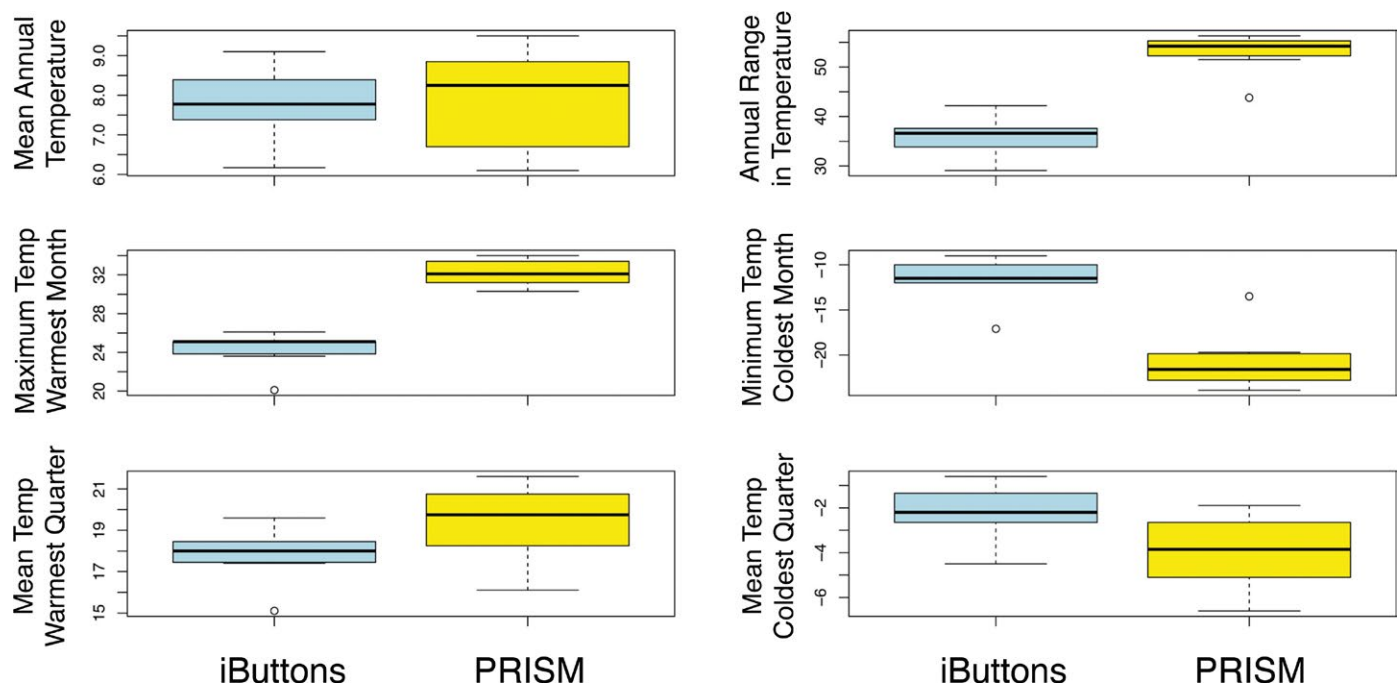 Mean Annual
Temperature
6.0
7.0
8.0
9.0
Annual Range
in Temperature
30
40
50
Maximum Temp
Warmest Month
20
24
28
32
Minimum Temp
Coldest Month
-20
-15
-10
Mean Temp
Warmest Quarter
15
17
19
21
Mean Temp
Coldest Quarter
-6
-4
-2
iButtons
PRISM
iButtons
PRISM